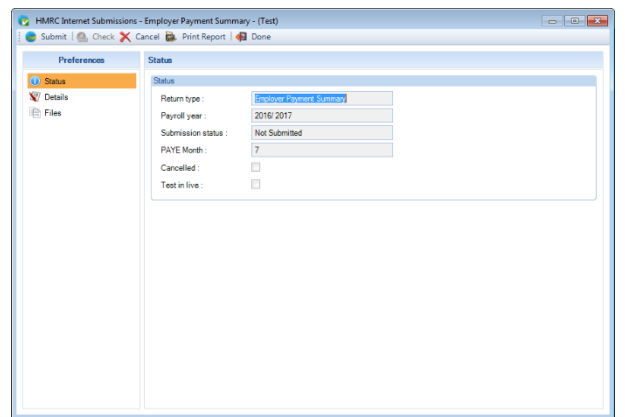 HMRC Internet Submissions - Employer Payment Summary - (Test)
Submit Check Cancel Print Report Done
Preferences Status
Status Status
Details Return type : Employer Payment Summary
Files Payroll year : 2016/ 2017
Submission status : Not Submitted
PAYE Month : 7
Cancelled :
Test in live :